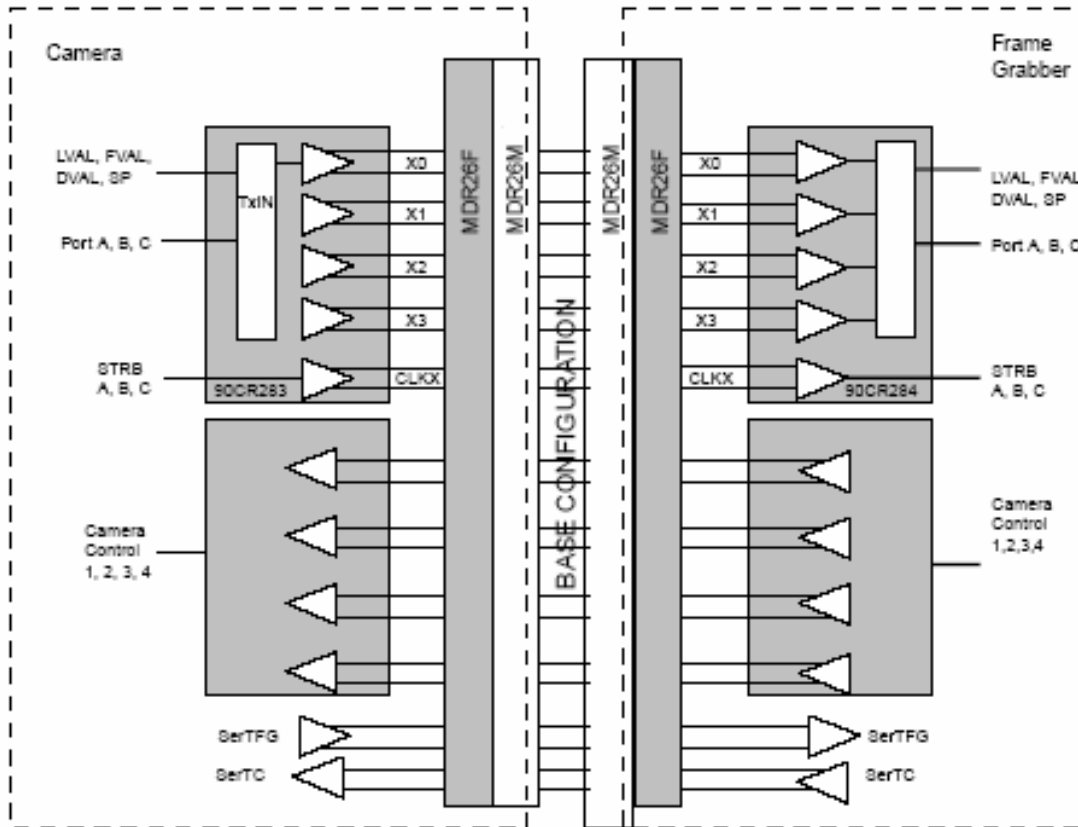 Camera
Frame
Grabber
LVAL, FVAL,
DVAL, SP
TxIN
Port A, B, C
STRB
A, B, C
90CR283
X0
X1
X2
X3
CLKX
MDR26F
MDR26M
BASE CONFIGURATION
MDR26M
MDR26F
X0
X1
X2
X3
CLKX
90CR284
LVAL, FVAL
DVAL, SP
Port A, B, C
STRB
A, B, C
Camera
Control
1, 2, 3, 4
Camera
Control
1,2,3,4
SerTFG
SerTC
SerTFG
SerTC